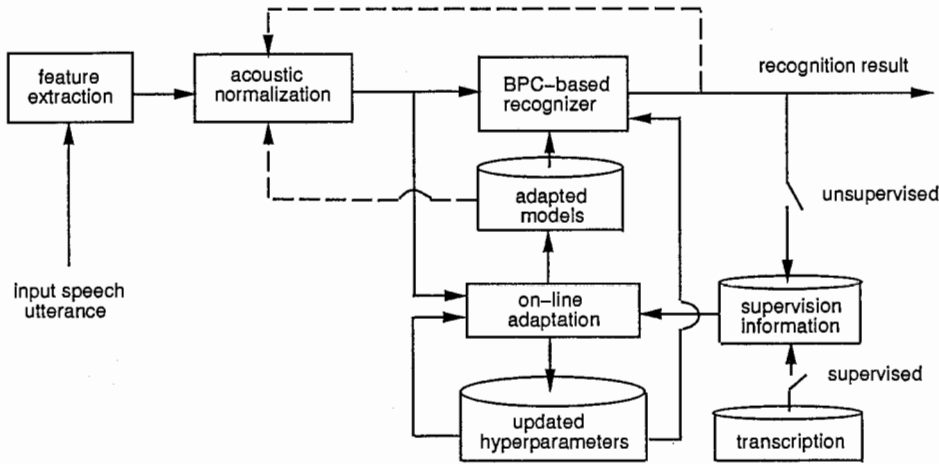 feature
extraction
acoustic
normalization
BPC-based
recognizer
recognition result
adapted
models
unsupervised
input speech
utterance
on-line
adaptation
supervision
information
supervised
updated
hyperparameters
transcription